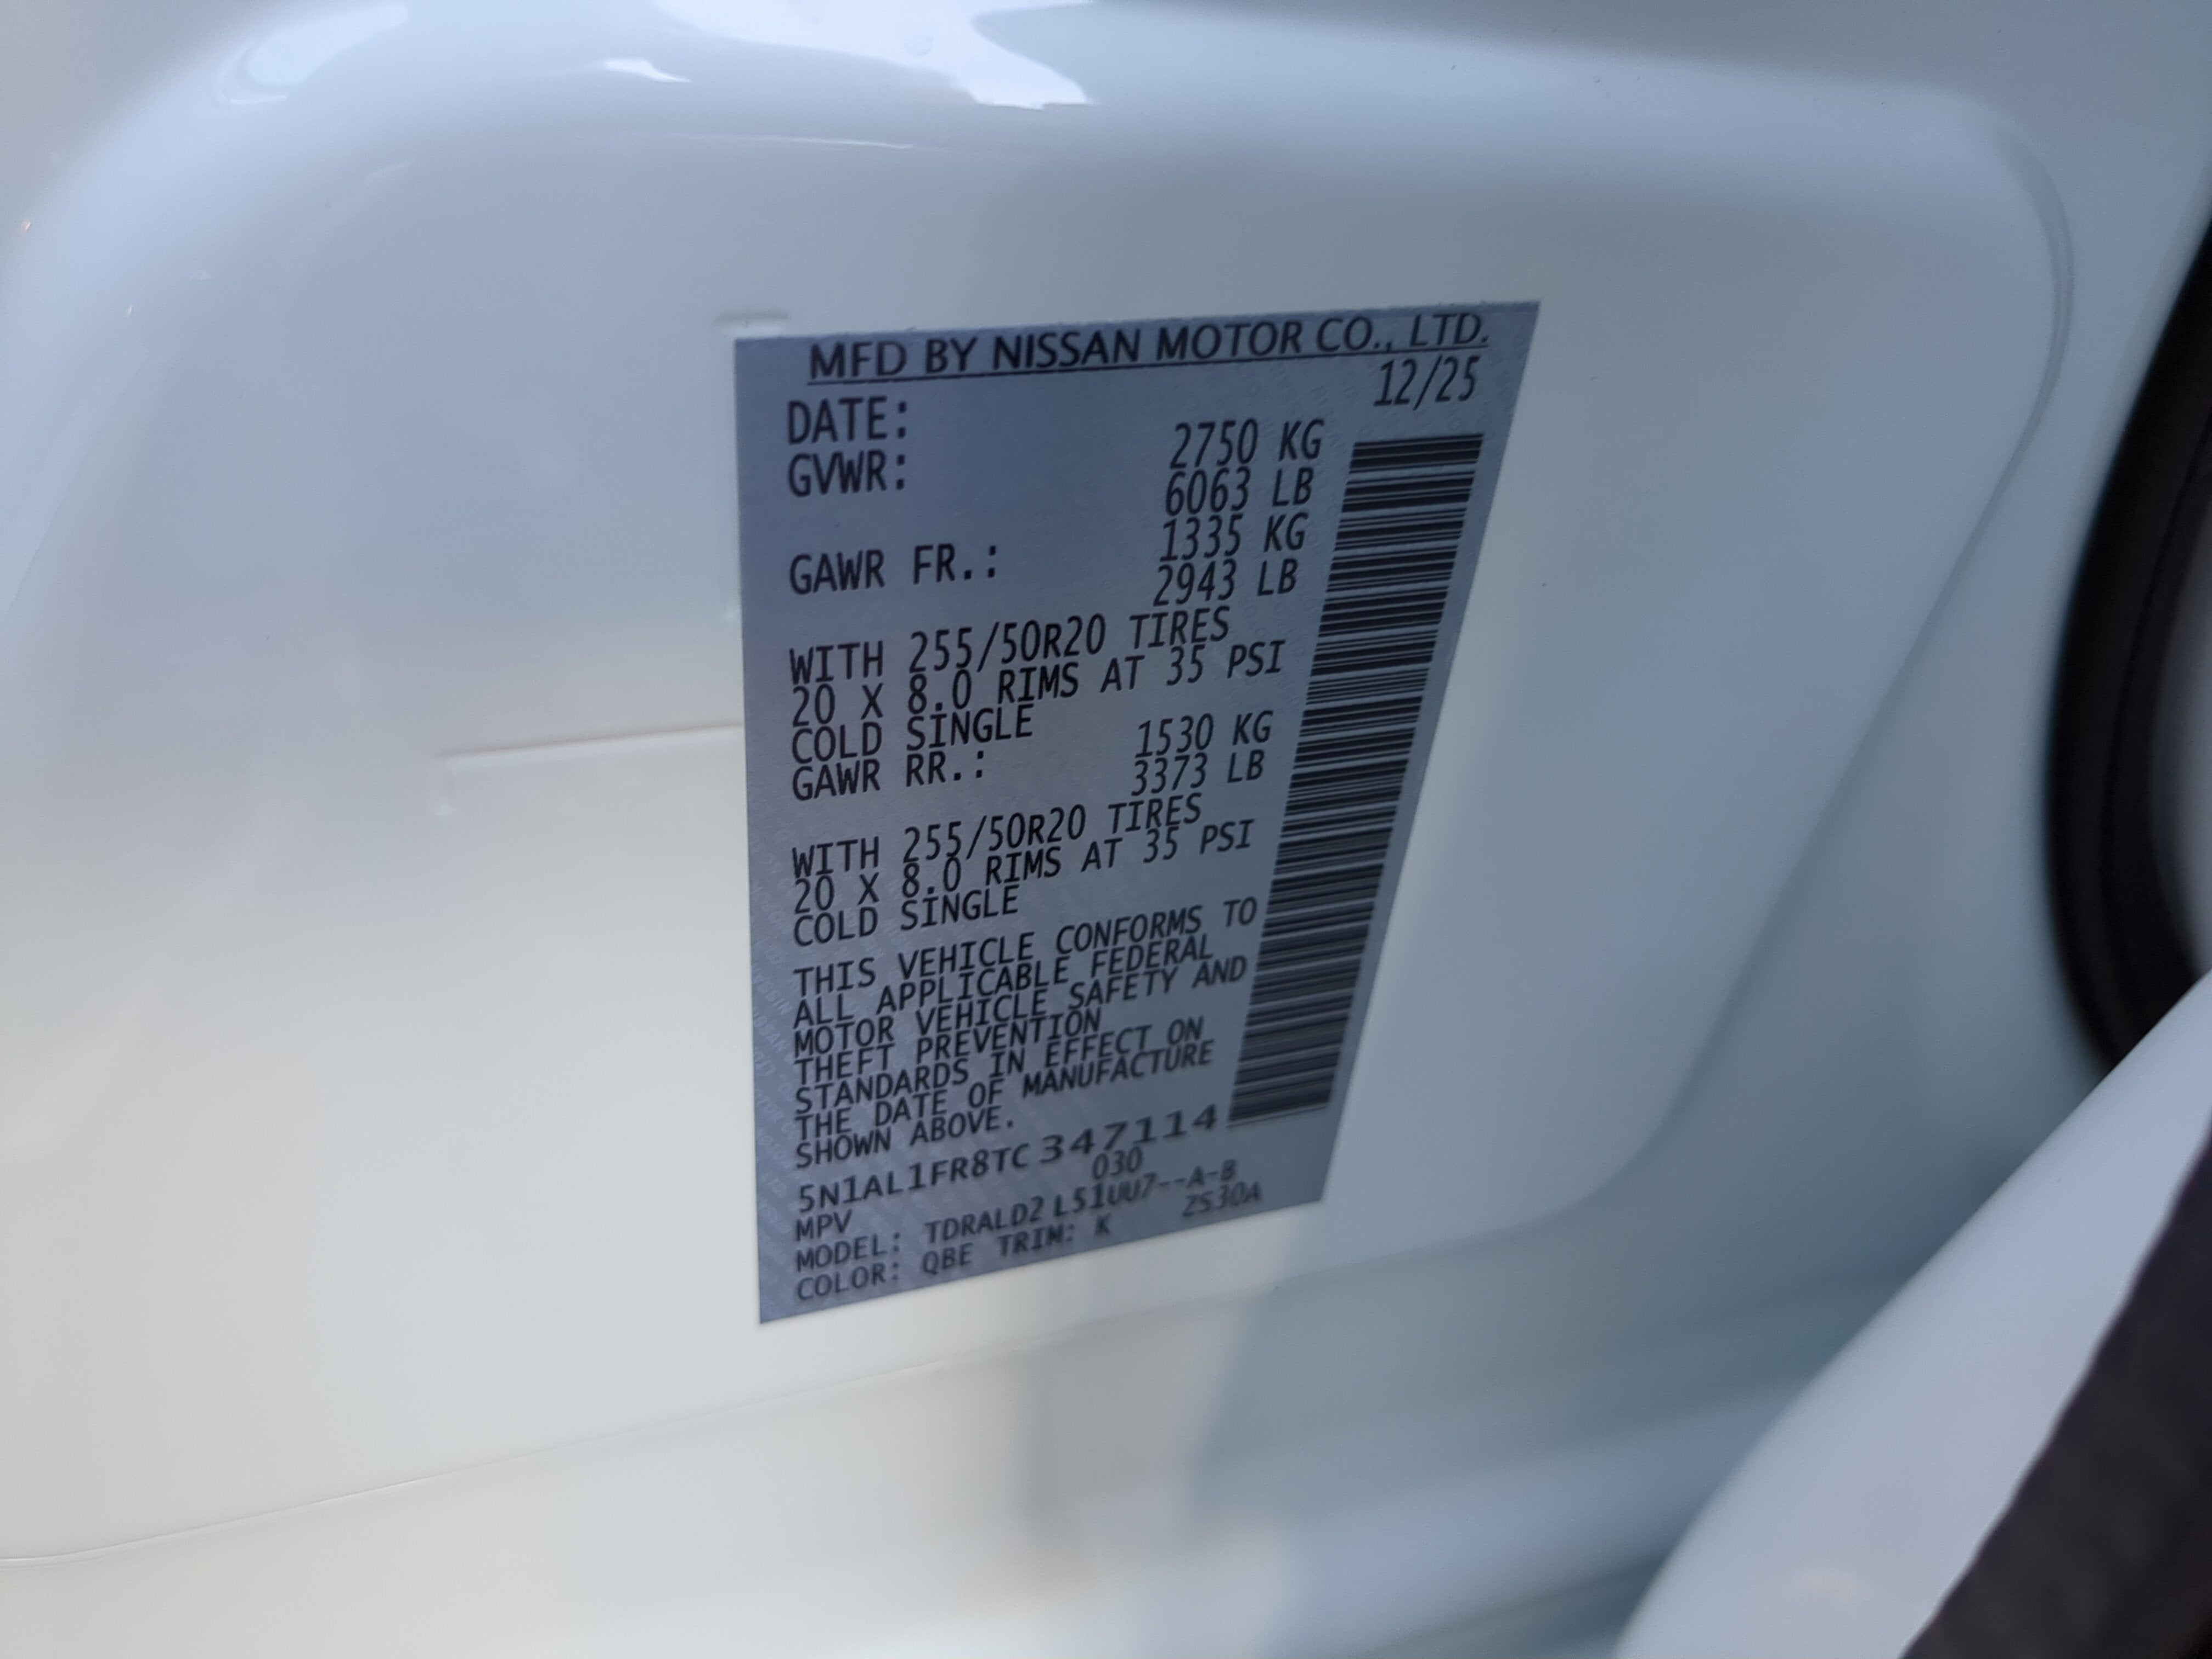 MFD BY NISSAN MOTOR CO., LTD.
DATE: 12/25
GVWR: 2750 KG
6063 LB
GAWR FR.: 1335 KG
2943 LB
WITH 255/50R20 TIRES
20 X 8.0 RIMS AT 35 PSI
COLD SINGLE
GAWR RR.: 1530 KG
3373 LB
WITH 255/50R20 TIRES
20 X 8.0 RIMS AT 35 PSI
COLD SINGLE
THIS VEHICLE CONFORMS TO
ALL APPLICABLE FEDERAL
MOTOR VEHICLE SAFETY AND
THEFT PREVENTION
STANDARDS IN EFFECT ON
THE DATE OF MANUFACTURE
SHOWN ABOVE.
5N1AL1FR8TC 347114
MPV 030
MODEL: TDRALD2 L51UU7--A-B
COLOR: QBE TRIM: K ZS30A